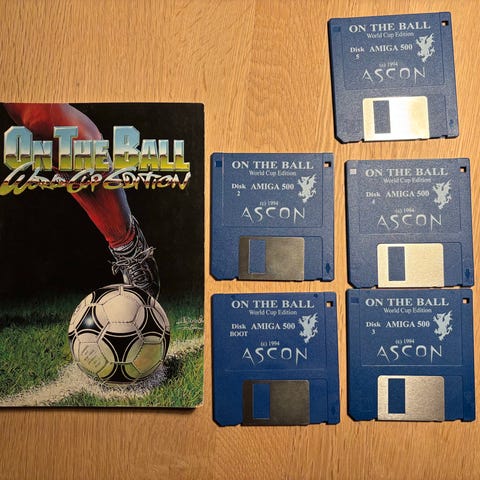 ON THE BALL
WORLD CUP EDITION
ON THE BALL
World Cup Edition
Disk AMIGA 500
5
(c) 1994
ASCON
ON THE BALL
World Cup Edition
Disk AMIGA 500
2
(c) 1994
ASCON
ON THE BALL
World Cup Edition
Disk AMIGA 500
4
(c) 1994
ASCON
ON THE BALL
World Cup Edition
Disk AMIGA 500
BOOT
(c) 1994
ASCON
ON THE BALL
World Cup Edition
Disk AMIGA 500
3
(c) 1994
ASCON